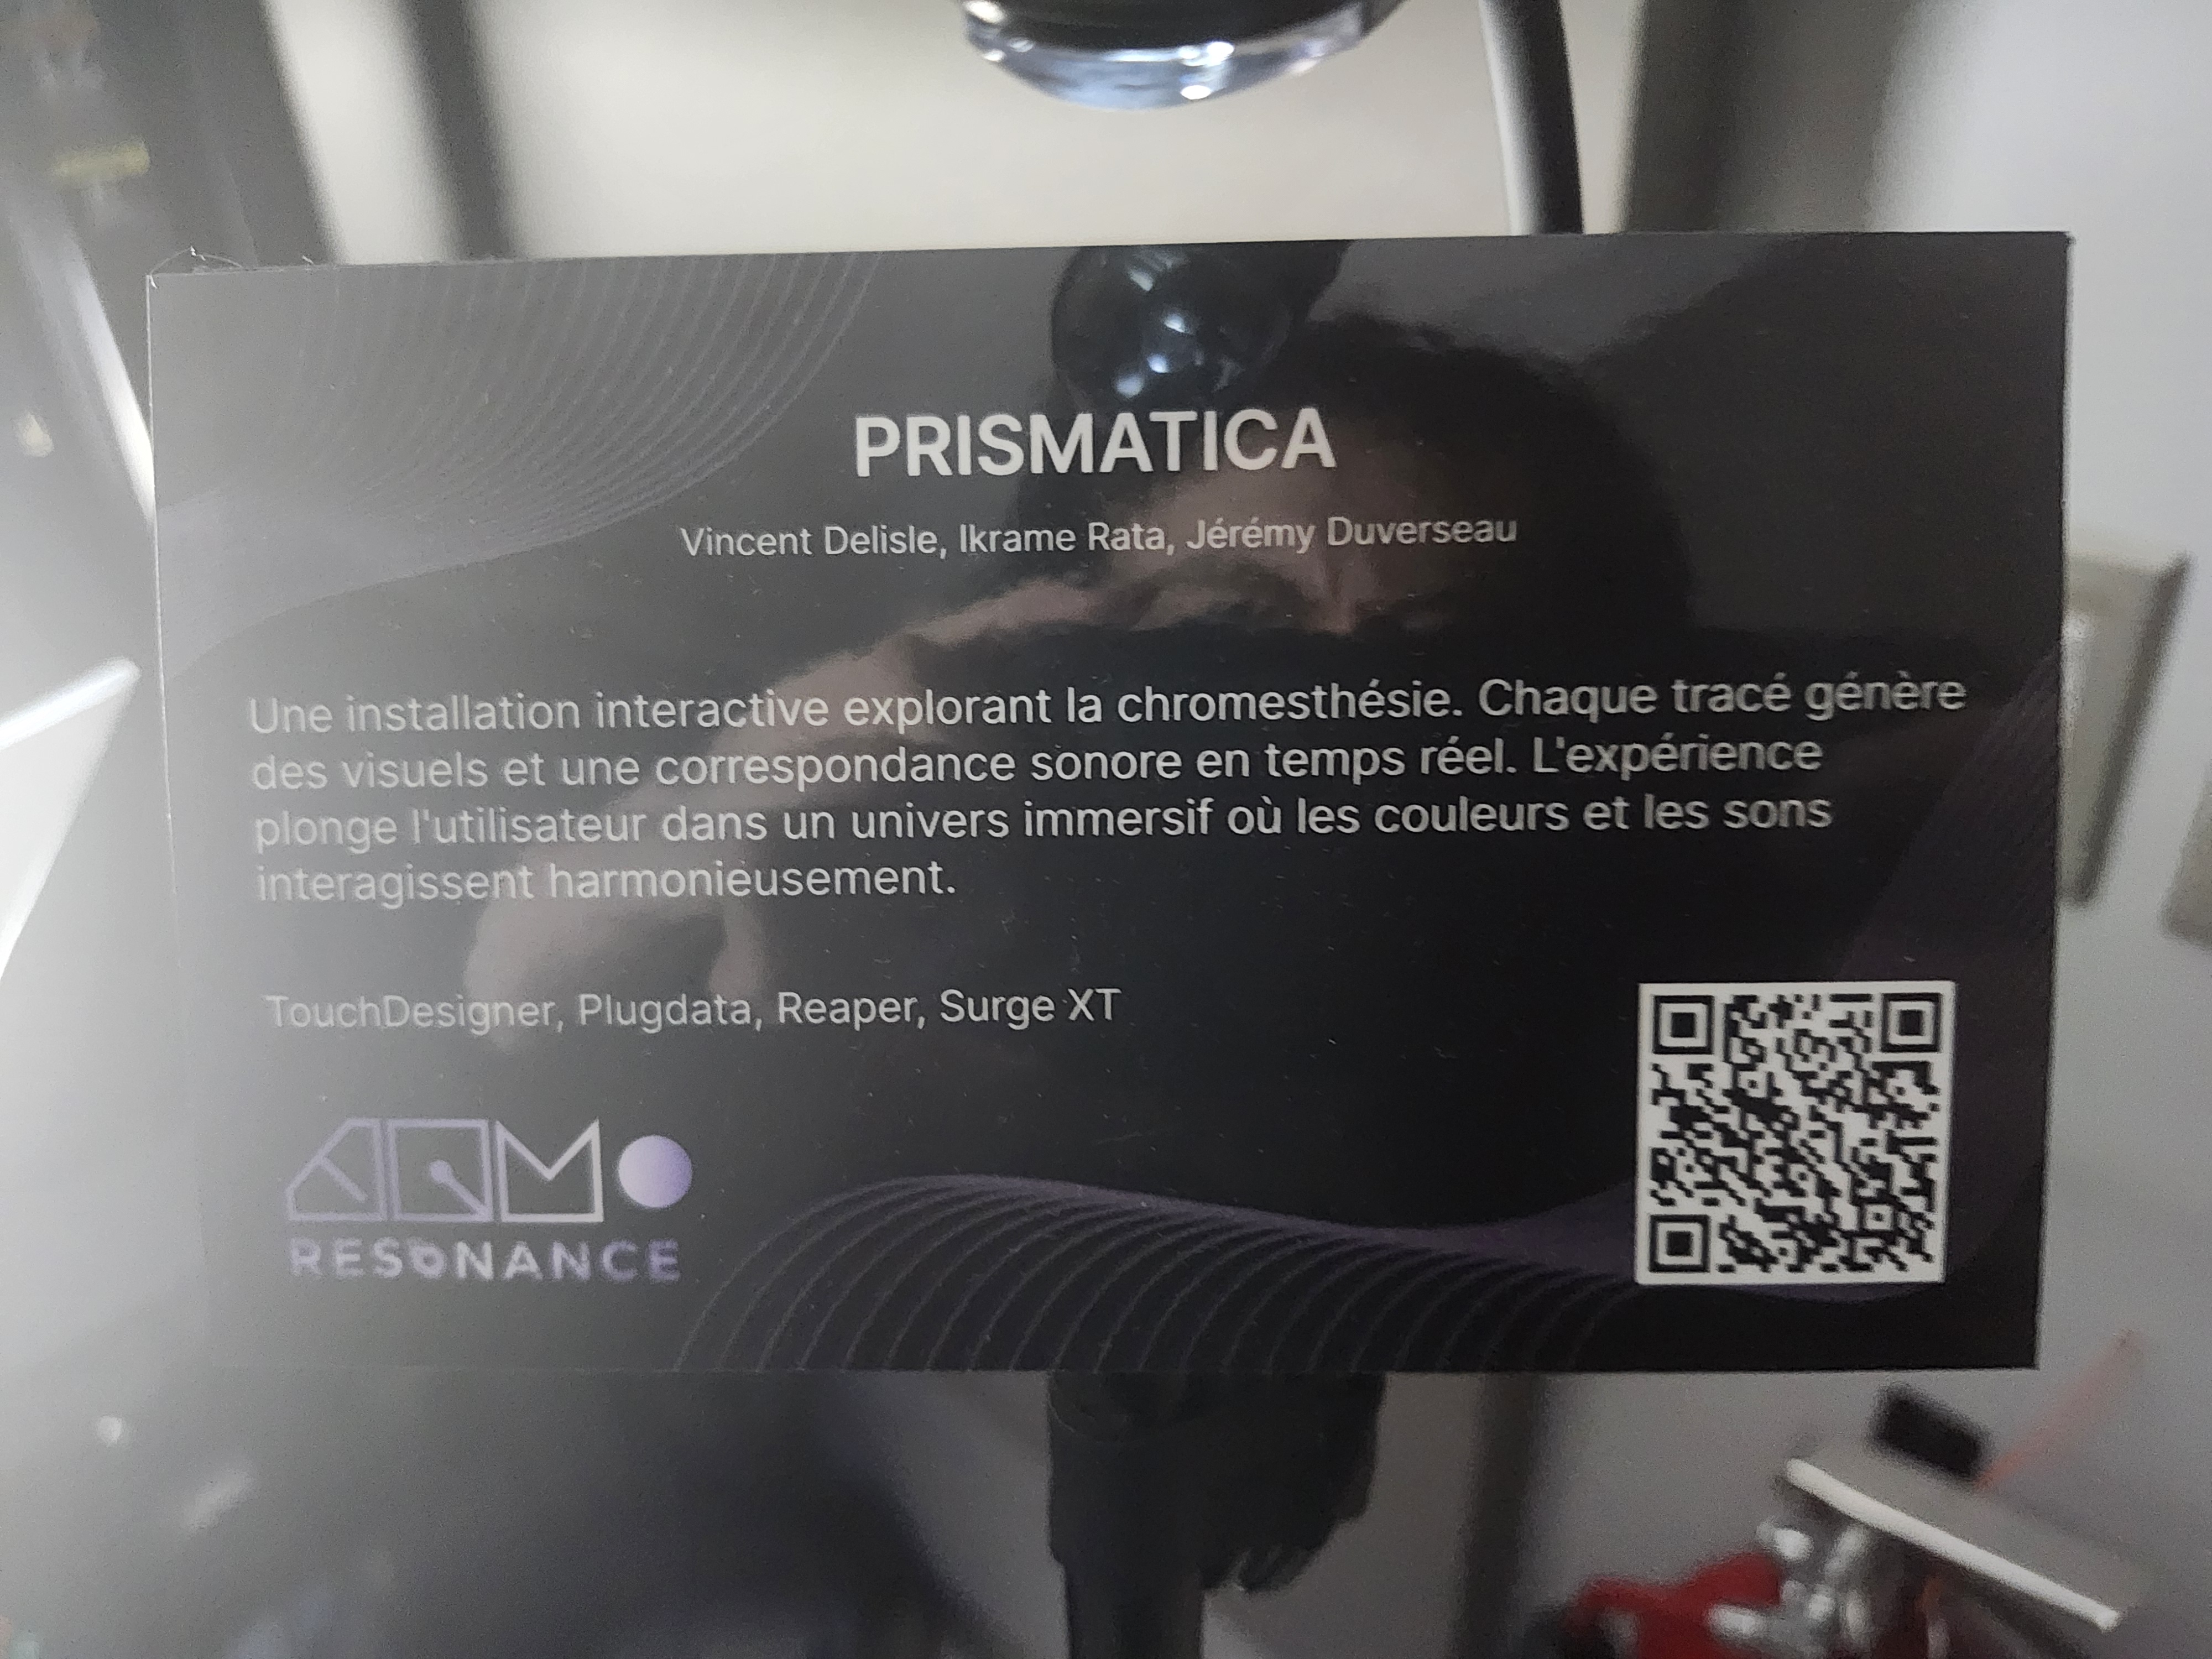 PRISMATICA
Vincent Delisle, Ikrame Rata, Jérémy Duverseau
Une installation interactive explorant la chromesthésie. Chaque tracé génère
des visuels et une correspondance sonore en temps réel. L'expérience
plonge l'utilisateur dans un univers immersif où les couleurs et les sons
interagissent harmonieusement.
TouchDesigner, Plugdata, Reaper, Surge XT
AQM
RESONANCE